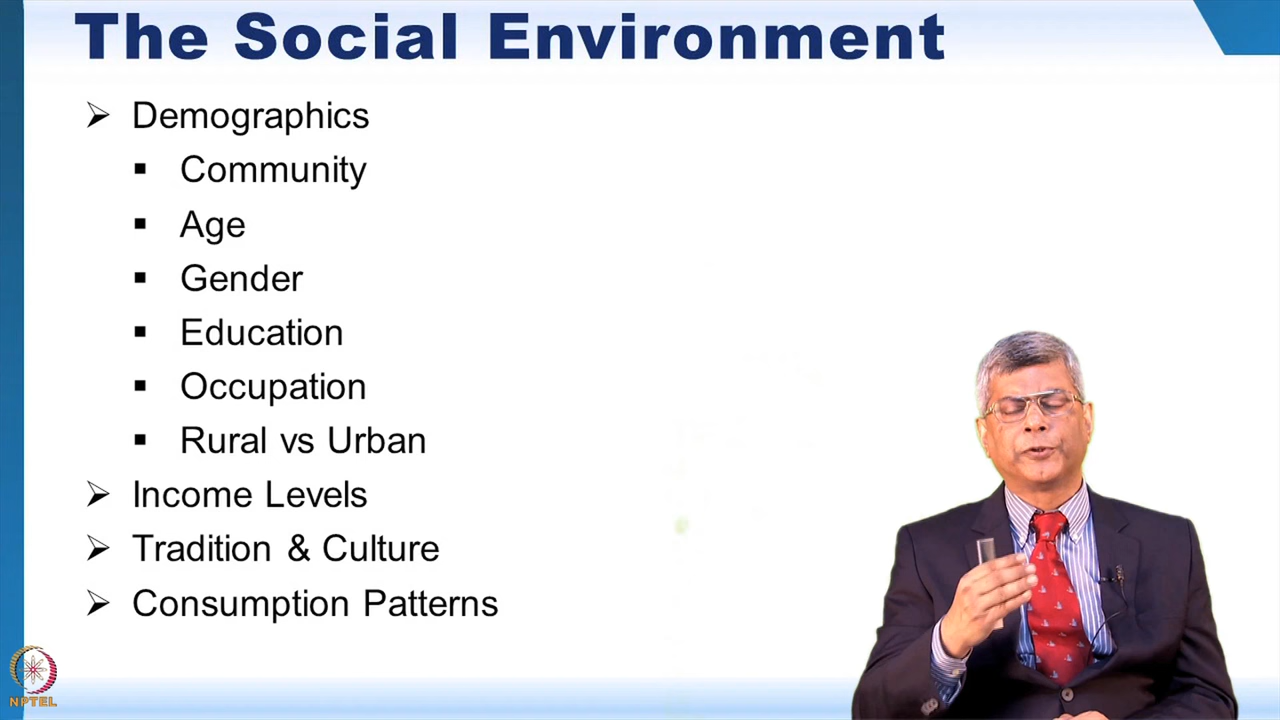 The Social Environment
➢ Demographics
▪ Community
▪ Age
▪ Gender
▪ Education
▪ Occupation
▪ Rural vs Urban
➢ Income Levels
➢ Tradition & Culture
➢ Consumption Patterns
NPTEL